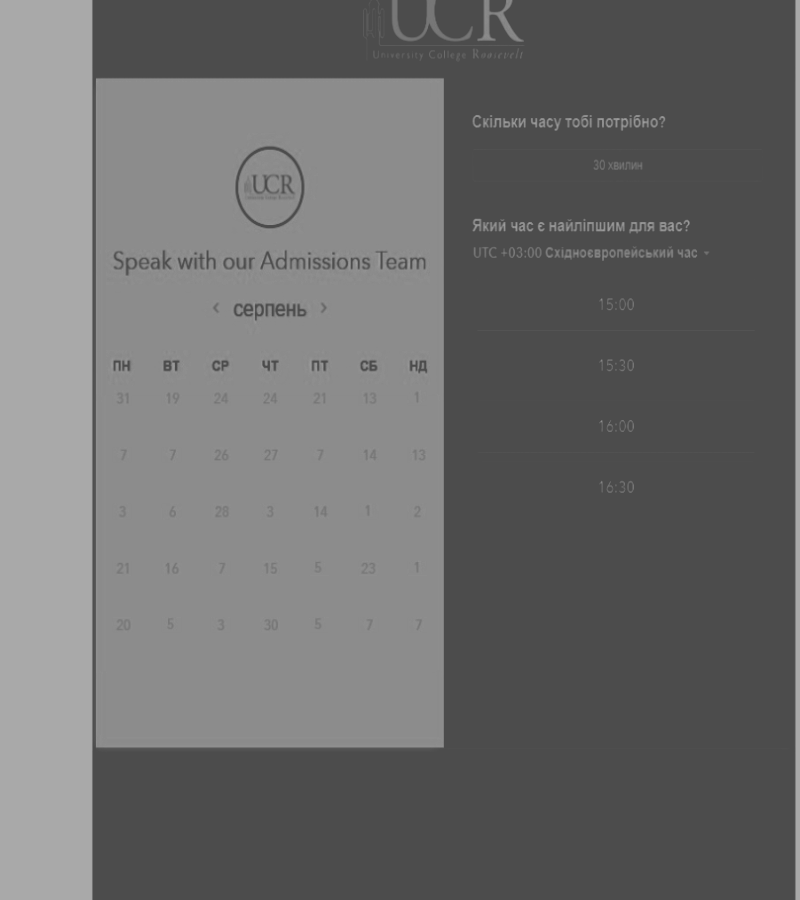 UCR
University College Roosevelt
UCR
Speak with our Admissions Team
‹ серпень ›
ПН ВТ СР ЧТ ПТ СБ НД
31 19 24 24 21 13 1
7 7 26 27 7 14 13
3 6 28 3 14 1 2
21 16 7 15 5 23 1
20 5 3 30 5 7 7
Скільки часу тобі потрібно?
30 хвилин
Який час є найліпшим для вас?
UTC +03:00 Східноєвропейський час
15:00
15:30
16:00
16:30